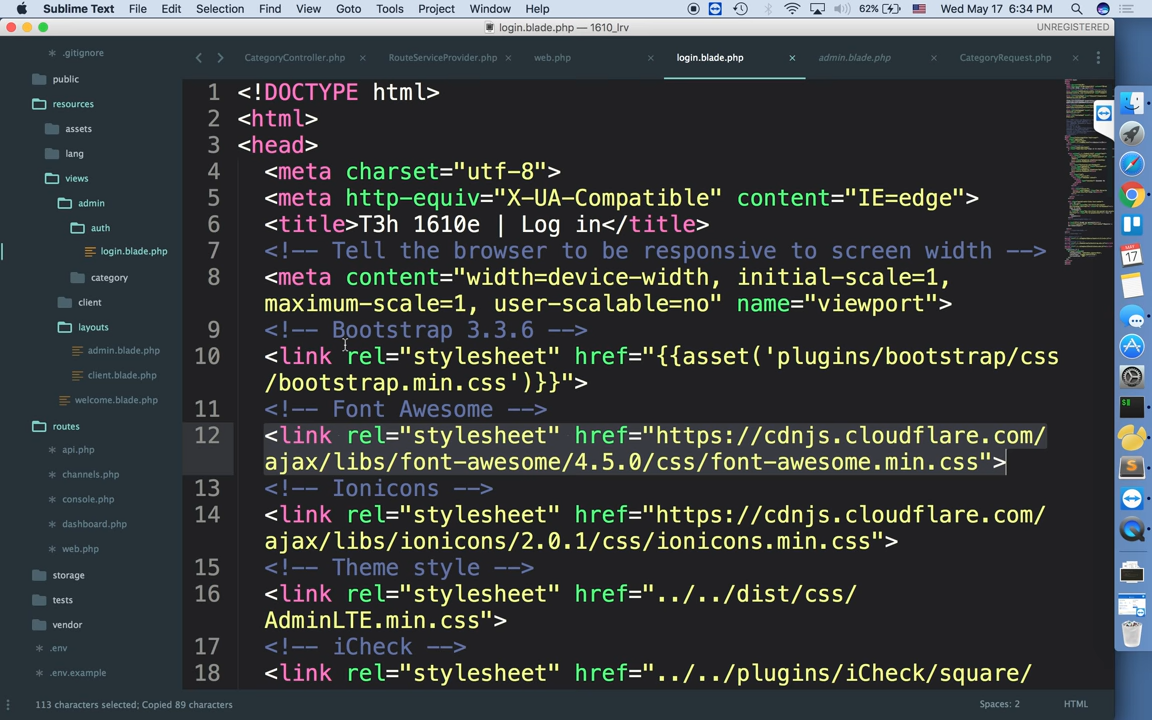 Sublime Text File Edit Selection Find View Goto Tools Project Window Help 62% Wed May 17 6:34 PM
login.blade.php — 1610_lrv UNREGISTERED
CategoryController.php RouteServiceProvider.php web.php login.blade.php admin.blade.php CategoryRequest.php
.gitignore
public
resources
assets
lang
views
admin
auth
login.blade.php
category
client
layouts
admin.blade.php
client.blade.php
welcome.blade.php
routes
api.php
channels.php
console.php
dashboard.php
web.php
storage
tests
vendor
.env
.env.example
1 <!DOCTYPE html>
2 <html>
3 <head>
4 <meta charset="utf-8">
5 <meta http-equiv="X-UA-Compatible" content="IE=edge">
6 <title>T3h 1610e | Log in</title>
7 <!-- Tell the browser to be responsive to screen width -->
8 <meta content="width=device-width, initial-scale=1,
maximum-scale=1, user-scalable=no" name="viewport">
9 <!-- Bootstrap 3.3.6 -->
10 <link rel="stylesheet" href="{{asset('plugins/bootstrap/css
/bootstrap.min.css')}}">
11 <!-- Font Awesome -->
12 <link rel="stylesheet" href="https://cdnjs.cloudflare.com/
ajax/libs/font-awesome/4.5.0/css/font-awesome.min.css">
13 <!-- Ionicons -->
14 <link rel="stylesheet" href="https://cdnjs.cloudflare.com/
ajax/libs/ionicons/2.0.1/css/ionicons.min.css">
15 <!-- Theme style -->
16 <link rel="stylesheet" href="../../dist/css/
AdminLTE.min.css">
17 <!-- iCheck -->
18 <link rel="stylesheet" href="../../plugins/iCheck/square/
MAY
17
113 characters selected; Copied 89 characters Spaces: 2 HTML